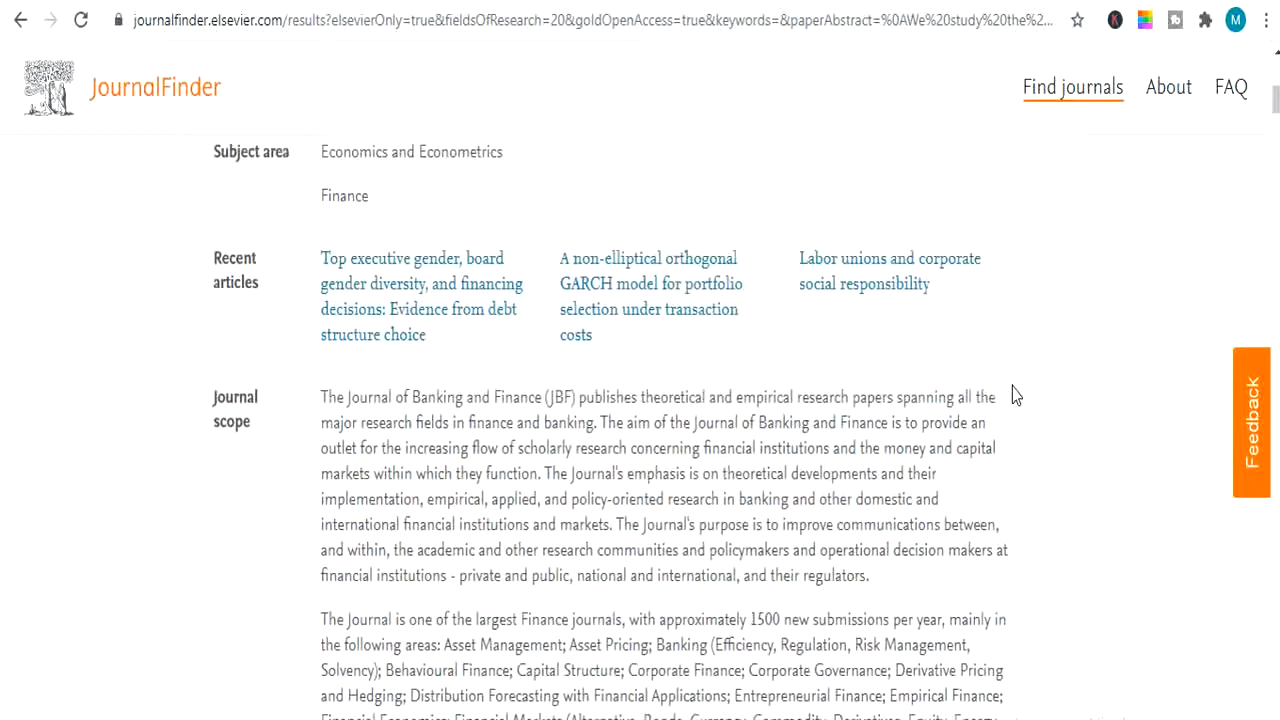 journalfinder.elsevier.com/results?elsevierOnly=true&fieldsOfResearch=20&goldOpenAccess=true&keywords=&paperAbstract=%0AWe%20study%20the%2...
K
M
JournalFinder
Find journals About FAQ
Subject area Economics and Econometrics
Finance
Recent articles
Top executive gender, board
gender diversity, and financing
decisions: Evidence from debt
structure choice
A non-elliptical orthogonal
GARCH model for portfolio
selection under transaction
costs
Labor unions and corporate
social responsibility
Feedback
Journal scope
The Journal of Banking and Finance (JBF) publishes theoretical and empirical research papers spanning all the
major research fields in finance and banking. The aim of the Journal of Banking and Finance is to provide an
outlet for the increasing flow of scholarly research concerning financial institutions and the money and capital
markets within which they function. The Journal's emphasis is on theoretical developments and their
implementation, empirical, applied, and policy-oriented research in banking and other domestic and
international financial institutions and markets. The Journal's purpose is to improve communications between,
and within, the academic and other research communities and policymakers and operational decision makers at
financial institutions - private and public, national and international, and their regulators.
The Journal is one of the largest Finance journals, with approximately 1500 new submissions per year, mainly in
the following areas: Asset Management; Asset Pricing; Banking (Efficiency, Regulation, Risk Management,
Solvency); Behavioural Finance; Capital Structure; Corporate Finance; Corporate Governance; Derivative Pricing
and Hedging; Distribution Forecasting with Financial Applications; Entrepreneurial Finance; Empirical Finance;
Financial Economics; Financial Markets (Alternative, Bonds, Currency, Commodity, Derivatives, Equity, Energy